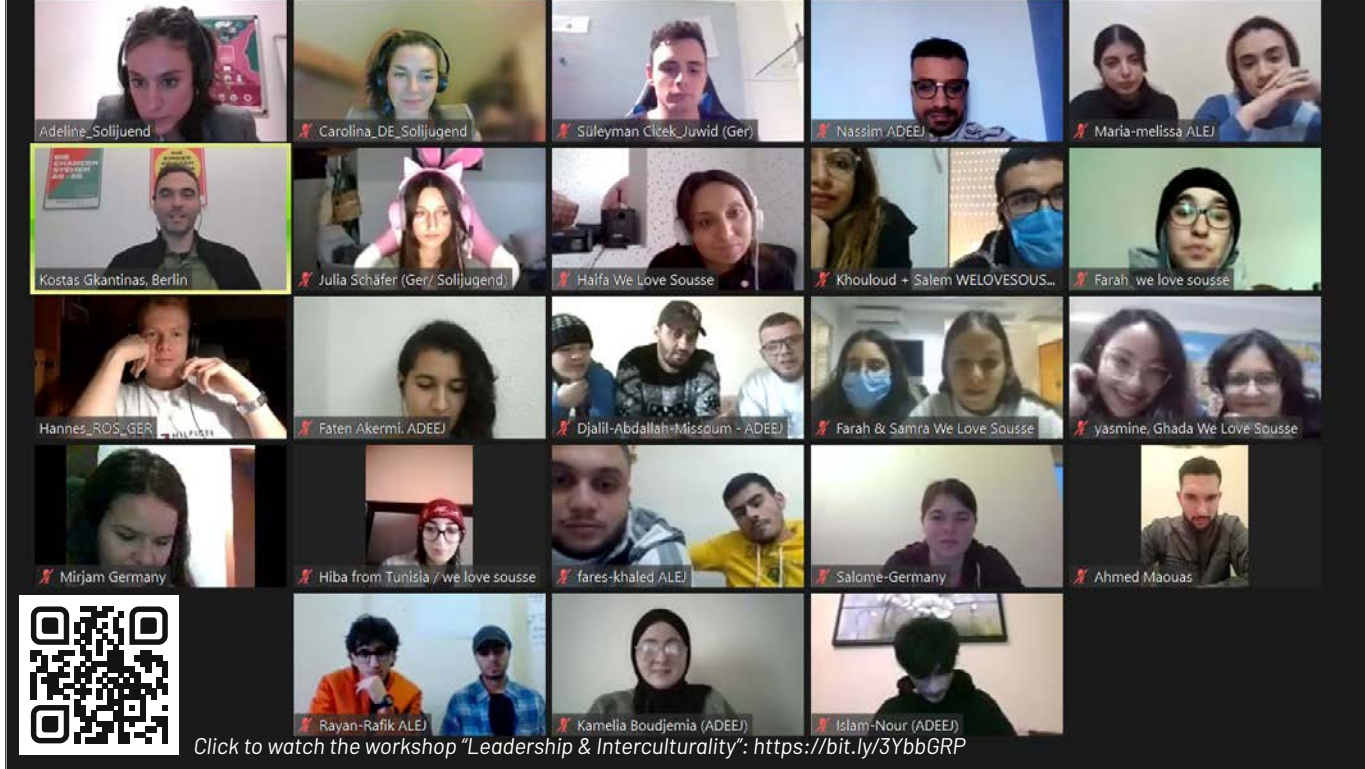 Adeline_Solijuend
Carolina_DE_Solijugend
Süleyman Cicek_Juwid (Ger)
Nassim ADEEJ
Maria-melissa ALEJ
DIE CHANCEN STEHEN
Kostas Gkantinas, Berlin
Julia Schäfer (Ger/ Solijugend)
Haifa We Love Sousse
Khouloud + Salem WELOVESOUS...
Farah we love sousse
Hannes_ROS_GER
Faten Akermi. ADEEJ
Djalil-Abdallah-Missoum - ADEEJ
Farah & Samra We Love Sousse
yasmine, Ghada We Love Sousse
Mirjam Germany
Hiba from Tunisia / we love sousse
fares-khaled ALEJ
Salome-Germany
Ahmed Maouas
Rayan-Rafik ALEJ
Kamelia Boudjemia (ADEEJ)
Islam-Nour (ADEEJ)
Click to watch the workshop “Leadership & Interculturality”: https://bit.ly/3YbbGRP